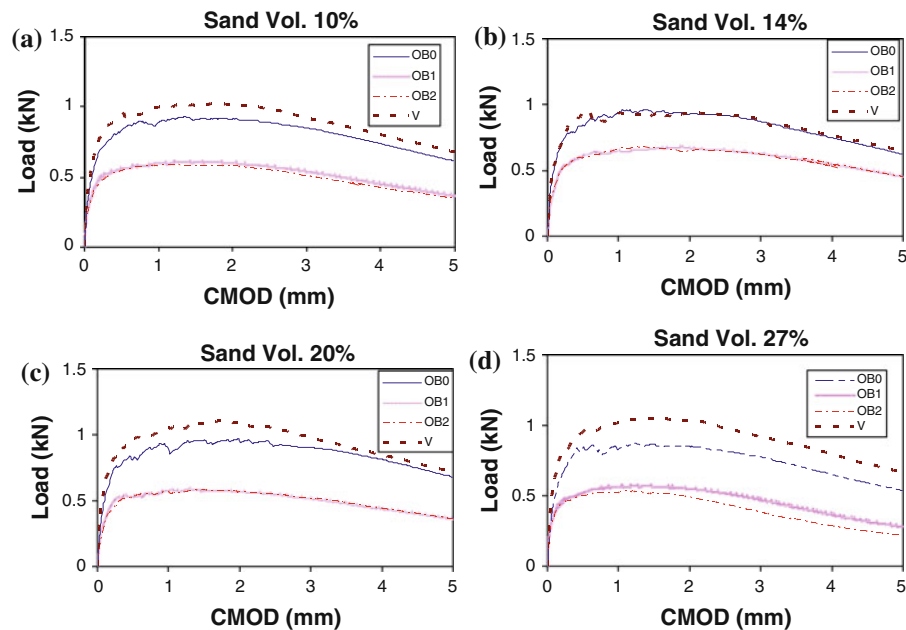 Sand Vol. 10%
(a)
1.5
1
0.5
0
Load (kN)
OB0
OB1
OB2
V
0 1 2 3 4 5
CMOD (mm)
Sand Vol. 14%
(b)
1.5
1
0.5
0
Load (kN)
OB0
OB1
OB2
V
0 1 2 3 4 5
CMOD (mm)
Sand Vol. 20%
(c)
1.5
1
0.5
0
Load (kN)
OB0
OB1
OB2
V
0 1 2 3 4 5
CMOD (mm)
Sand Vol. 27%
(d)
1.5
1
0.5
0
Load (kN)
OB0
OB1
OB2
V
0 1 2 3 4 5
CMOD (mm)